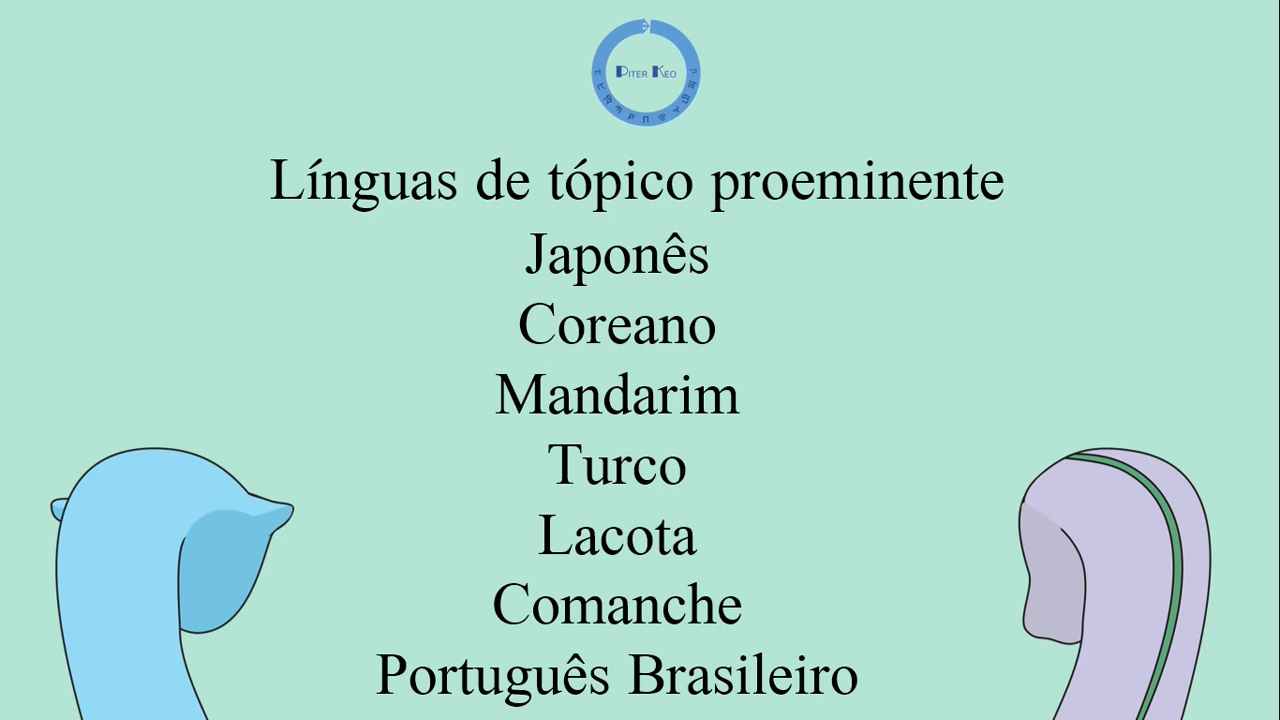 Piter Keo
Línguas de tópico proeminente
Japonês
Coreano
Mandarim
Turco
Lacota
Comanche
Português Brasileiro